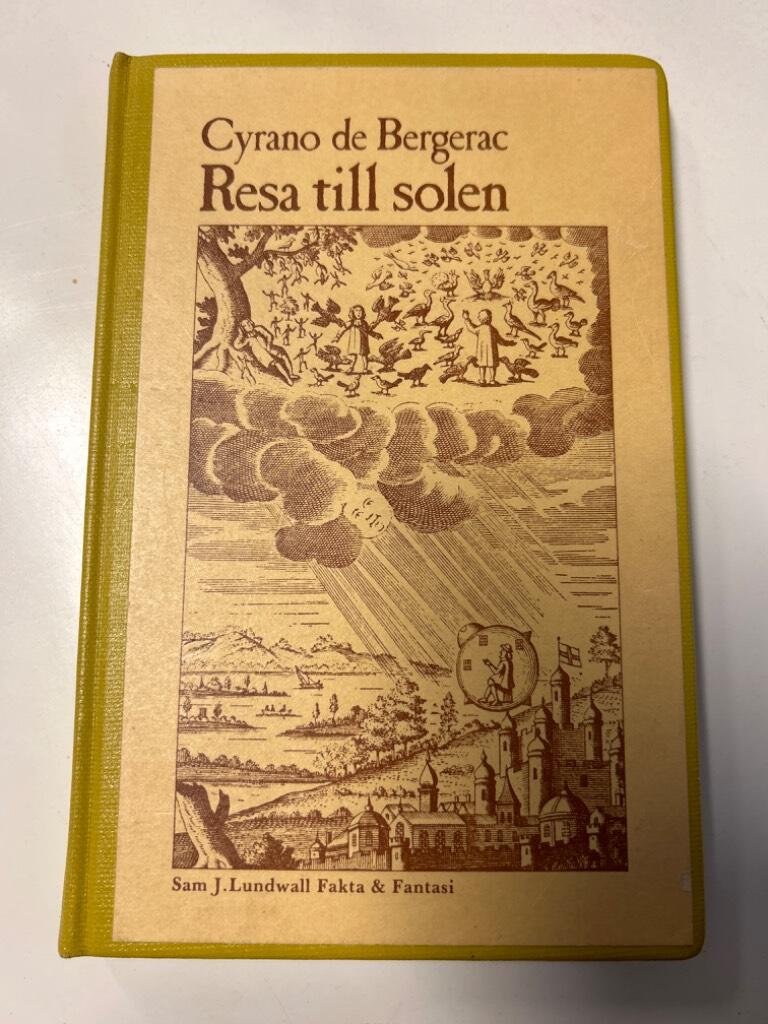 Cyrano de Bergerac
Resa till solen
Sam J. Lundwall Fakta & Fantasi